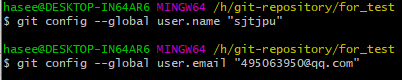 hasee@DESKTOP-IN64AR6 MINGW64 /h/git-repository/for_test
$ git config --global user.name "sjtjpu"
hasee@DESKTOP-IN64AR6 MINGW64 /h/git-repository/for_test
$ git config --global user.email "495063950@qq.com"